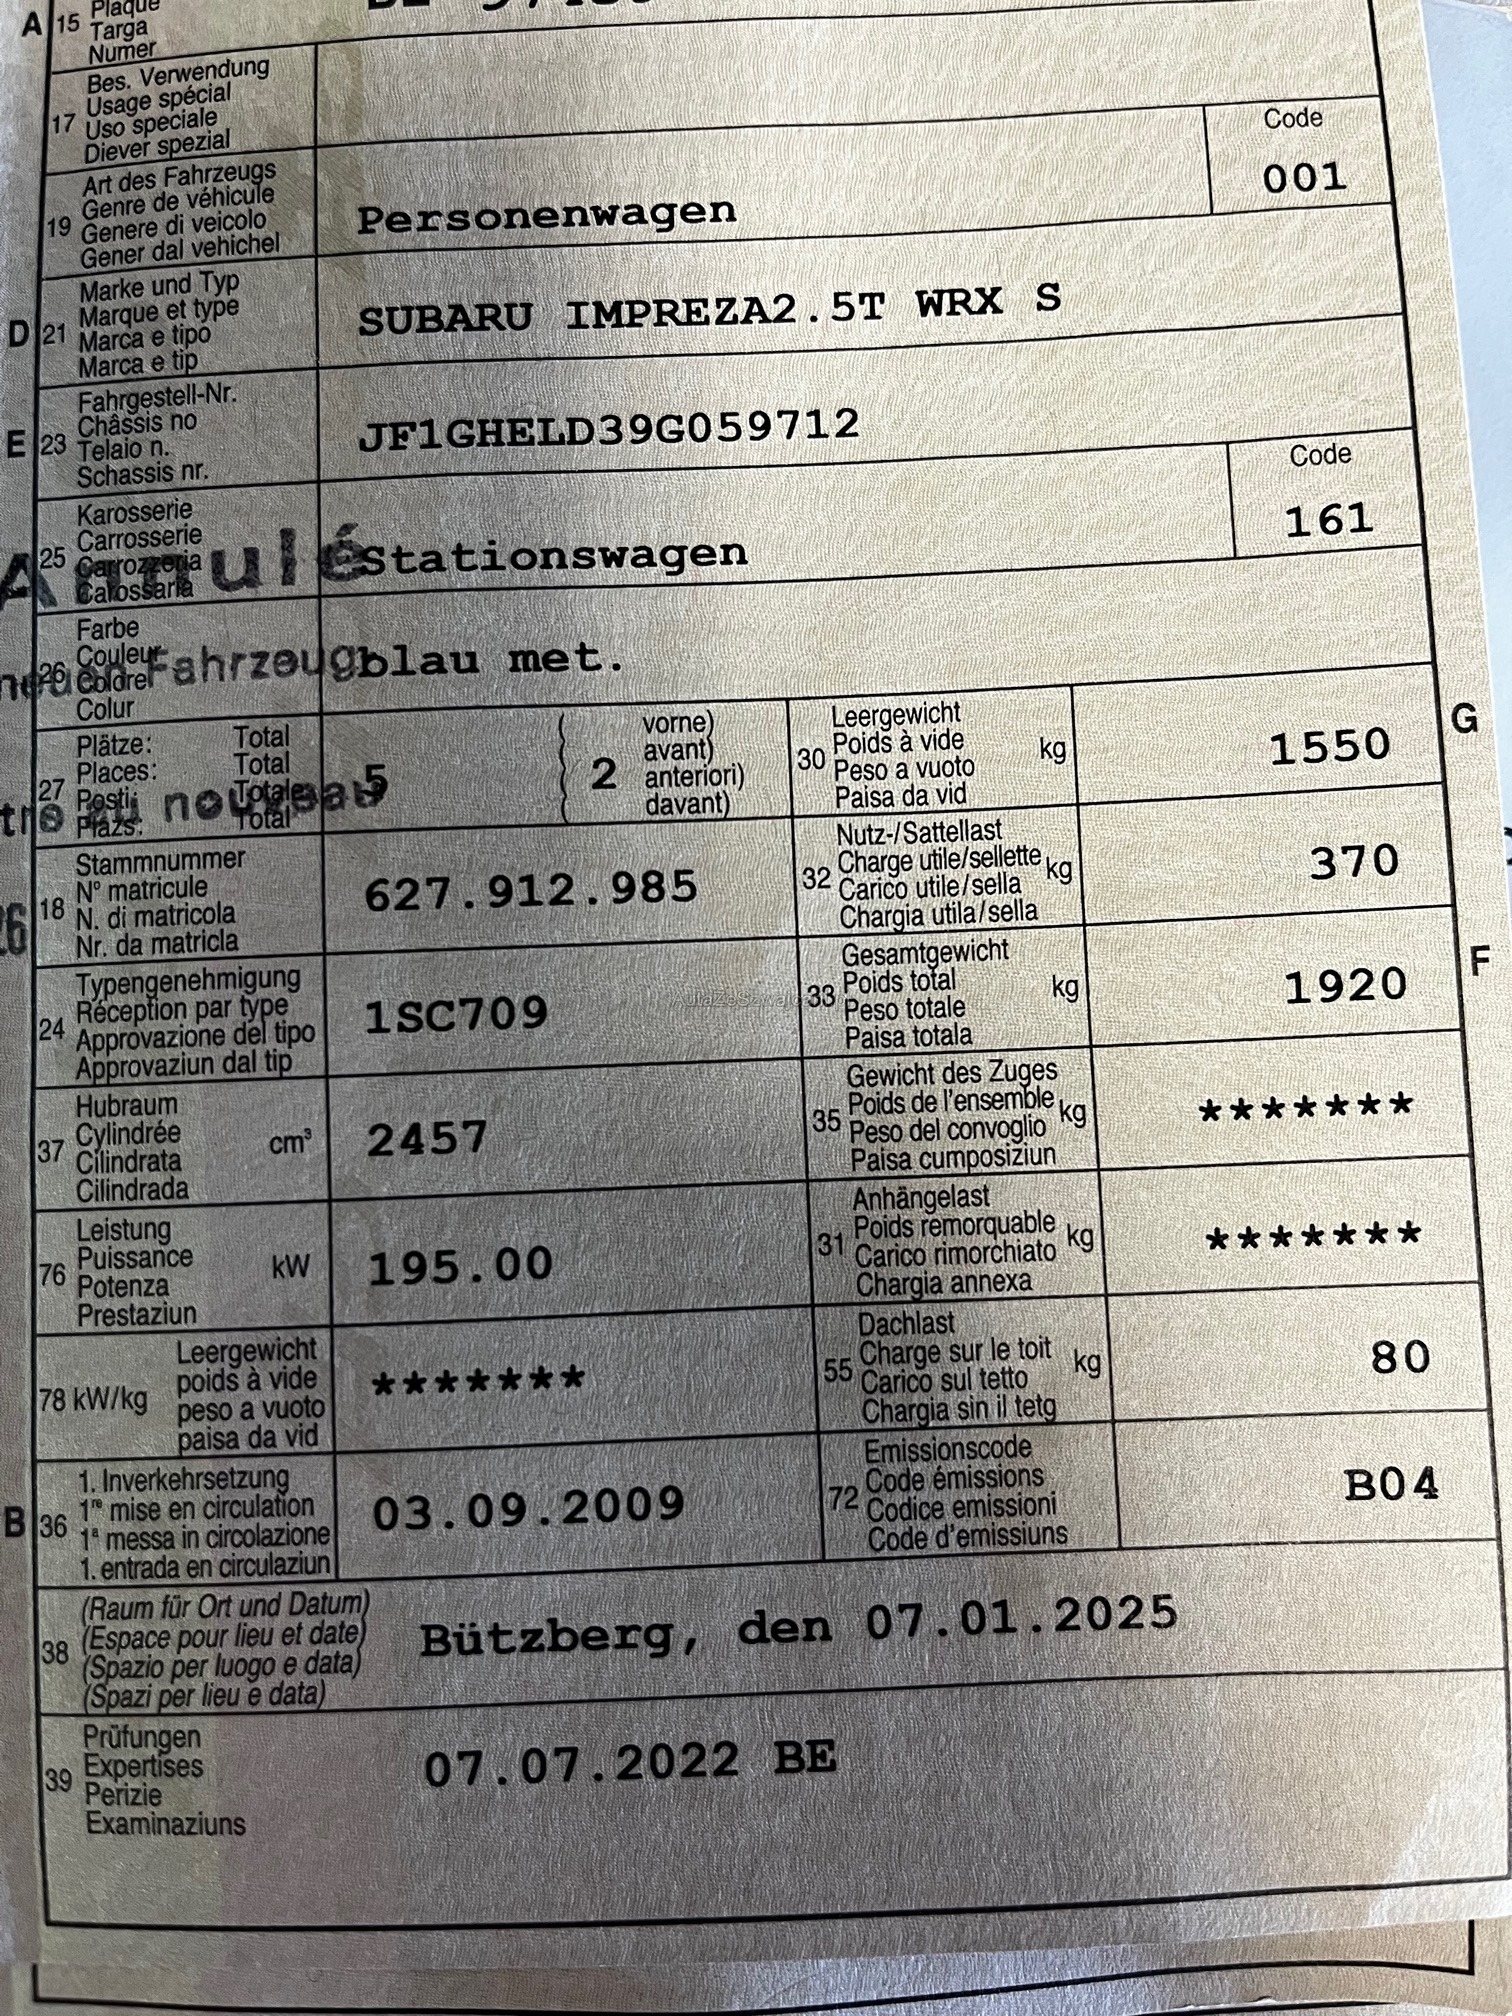 A 15 Plaque
Targa
Numer
17 Bes. Verwendung
Usage spécial
Uso speciale
Diever spezial
19 Art des Fahrzeugs
Genre de véhicule
Genere di veicolo
Gener dal vehichel
Personenwagen
Code
001
D 21 Marke und Typ
Marque et type
Marca e tipo
Marca e tip
SUBARU IMPREZA2.5T WRX S
E 23 Fahrgestell-Nr.
Châssis no
Telaio n.
Schassis nr.
JF1GHELD39G059712
25 Karosserie
Carrosserie
Carrozzeria
Carossaria
Stationswagen
Code
161
Annulé
26 Farbe
Couleur
Colore
Colur
blau met.
neuen Fahrzeug
27 Plätze: Total
Places: Total
Posti: Totale
Plazs: Total
5
( 2 vorne)
avant)
anteriori)
davant)
30 Leergewicht
Poids à vide
Peso a vuoto
Paisa da vid
kg
1550
G
18 Stammnummer
N° matricule
N. di matricola
Nr. da matricla
627.912.985
32 Nutz-/Sattellast
Charge utile/sellette
Carico utile/sella
Chargia utila/sella
kg
370
24 Typengenehmigung
Réception par type
Approvazione del tipo
Approvaziun dal tip
1SC709
33 Gesamtgewicht
Poids total
Peso totale
Paisa totala
kg
1920
F
37 Hubraum
Cylindrée
Cilindrata
Cilindrada
cm³
2457
35 Gewicht des Zuges
Poids de l'ensemble
Peso del convoglio
Paisa cumposiziun
kg
*******
76 Leistung
Puissance
Potenza
Prestaziun
kW
195.00
31 Anhängelast
Poids remorquable
Carico rimorchiato
Chargia annexa
kg
*******
78 kW/kg Leergewicht
poids à vide
peso a vuoto
paisa da vid
*******
55 Dachlast
Charge sur le toit
Carico sul tetto
Chargia sin il tetg
kg
80
B 36 1. Inverkehrsetzung
1re mise en circulation
1a messa in circolazione
1. entrada en circulaziun
03.09.2009
72 Emissionscode
Code émissions
Codice emissioni
Code d'emissiuns
B04
38 (Raum für Ort und Datum)
(Espace pour lieu et date)
(Spazio per luogo e data)
(Spazi per lieu e data)
Bützberg, den 07.01.2025
39 Prüfungen
Expertises
Perizie
Examinaziuns
07.07.2022 BE